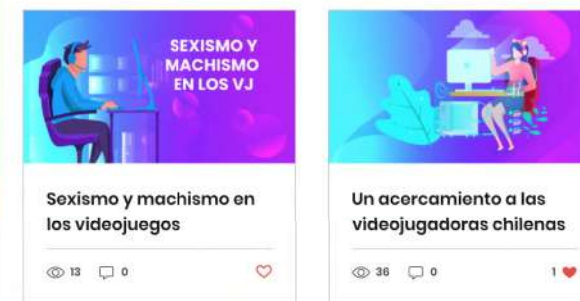 SEXISMO Y
MACHISMO
EN LOS VJ
Sexismo y machismo en
los videojuegos
13 0
Un acercamiento a las
videojugadoras chilenas
36 0 1